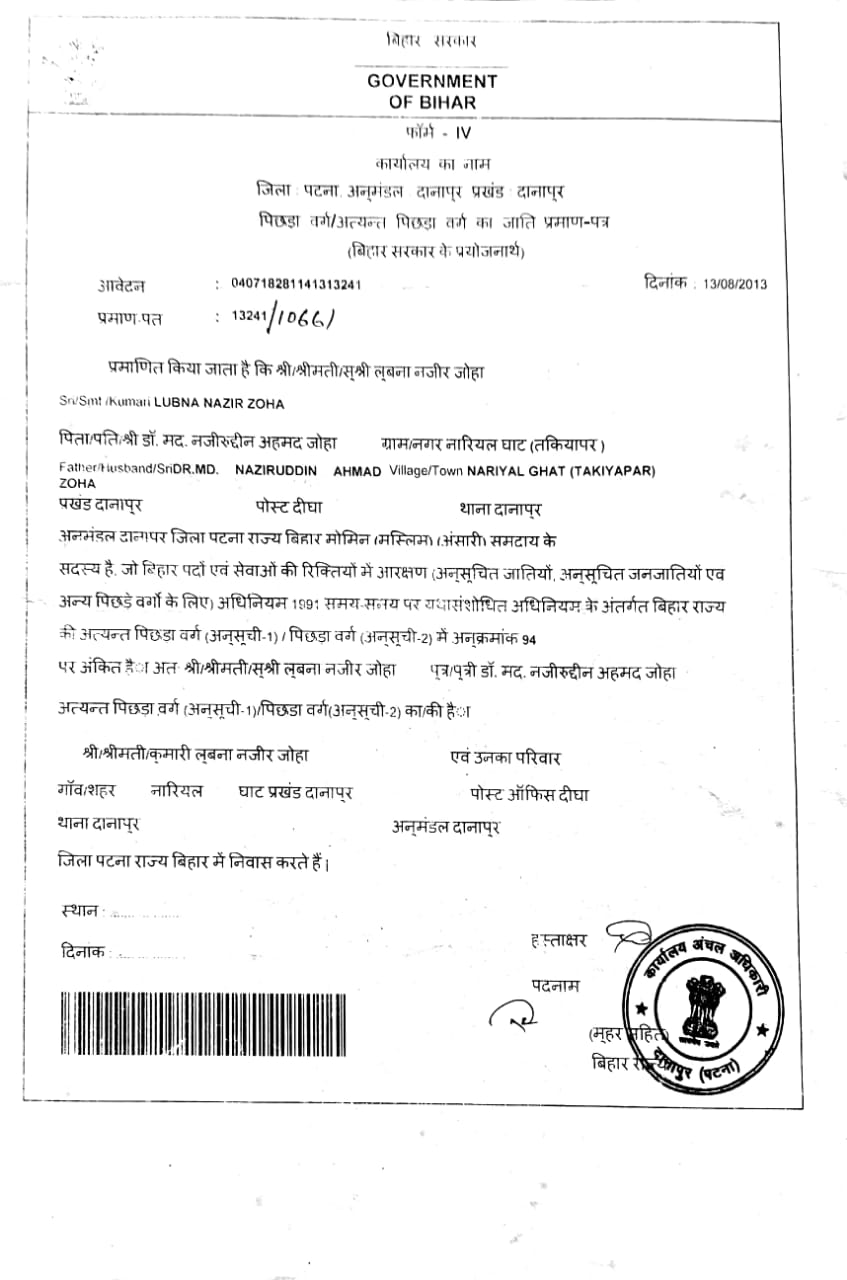 बिहार सरकार
GOVERNMENT
OF BIHAR
फॉर्म - IV
कार्यालय का नाम
जिला : पटना अनुमंडल : दानापुर प्रखंड : दानापुर
पिछड़ा वर्ग/अत्यन्त पिछड़ा वर्ग का जाति प्रमाण-पत्र
(बिहार सरकार के प्रयोजनार्थ)
आवेदन : 040718281141313241 दिनांक : 13/08/2013
प्रमाण-पत : 13241/10661
प्रमाणित किया जाता है कि श्री/श्रीमती/सुश्री लुबना नजीर जोहा
Sri/Smt /Kumari LUBNA NAZIR ZOHA
पिता/पति/श्री डॉ. मद. नजीरुद्दीन अहमद जोहा ग्राम/नगर नारियल घाट (तकियापर )
Father/Husband/SriDR.MD. NAZIRUDDIN AHMAD Village/Town NARIYAL GHAT (TAKIYAPAR)
ZOHA
प्रखंड दानापुर पोस्ट दीघा थाना दानापुर
अनुमंडल दानापुर जिला पटना राज्य बिहार मोमिन (मुस्लिम) (अंसारी) समुदाय के
सदस्य है, जो बिहार पदों एवं सेवाओं की रिक्तियों में आरक्षण (अनुसूचित जातियों, अनुसूचित जनजातियों एव
अन्य पिछड़े वर्गो के लिए) अधिनियम 1991 समय-समय पर यथासंशोधित अधिनियम के अंतर्गत बिहार राज्य
की अत्यन्त पिछड़ा वर्ग (अनुसूची-1) / पिछड़ा वर्ग (अनुसूची-2) में अनुक्रमांक 94
पर अंकित है◌ा अतः श्री/श्रीमती/सुश्री लुबना नजीर जोहा पुत्र/पुत्री डॉ. मद. नजीरुद्दीन अहमद जोहा
अत्यन्त पिछड़ा वर्ग (अनुसूची-1)/पिछड़ा वर्ग(अनुसूची-2) का/की है◌ा
श्री/श्रीमती/कुमारी लुबना नजीर जोहा एवं उनका परिवार
गॉव/शहर नारियल घाट प्रखंड दानापुर पोस्ट ऑफिस दीघा
थाना दानापुर अनुमंडल दानापुर
जिला पटना राज्य बिहार में निवास करते हैं |
स्थान :
हस्ताक्षर
दिनांक :
पदनाम
(मुहर सहित)
बिहार राज्य
कार्यालय अंचल अधिकारी
दानापुर (पटना)